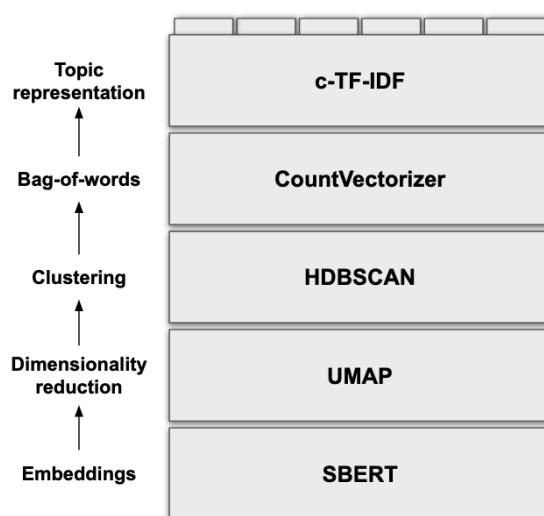 Topic
representation
c-TF-IDF
Bag-of-words
CountVectorizer
Clustering
HDBSCAN
Dimensionality
reduction
UMAP
Embeddings
SBERT